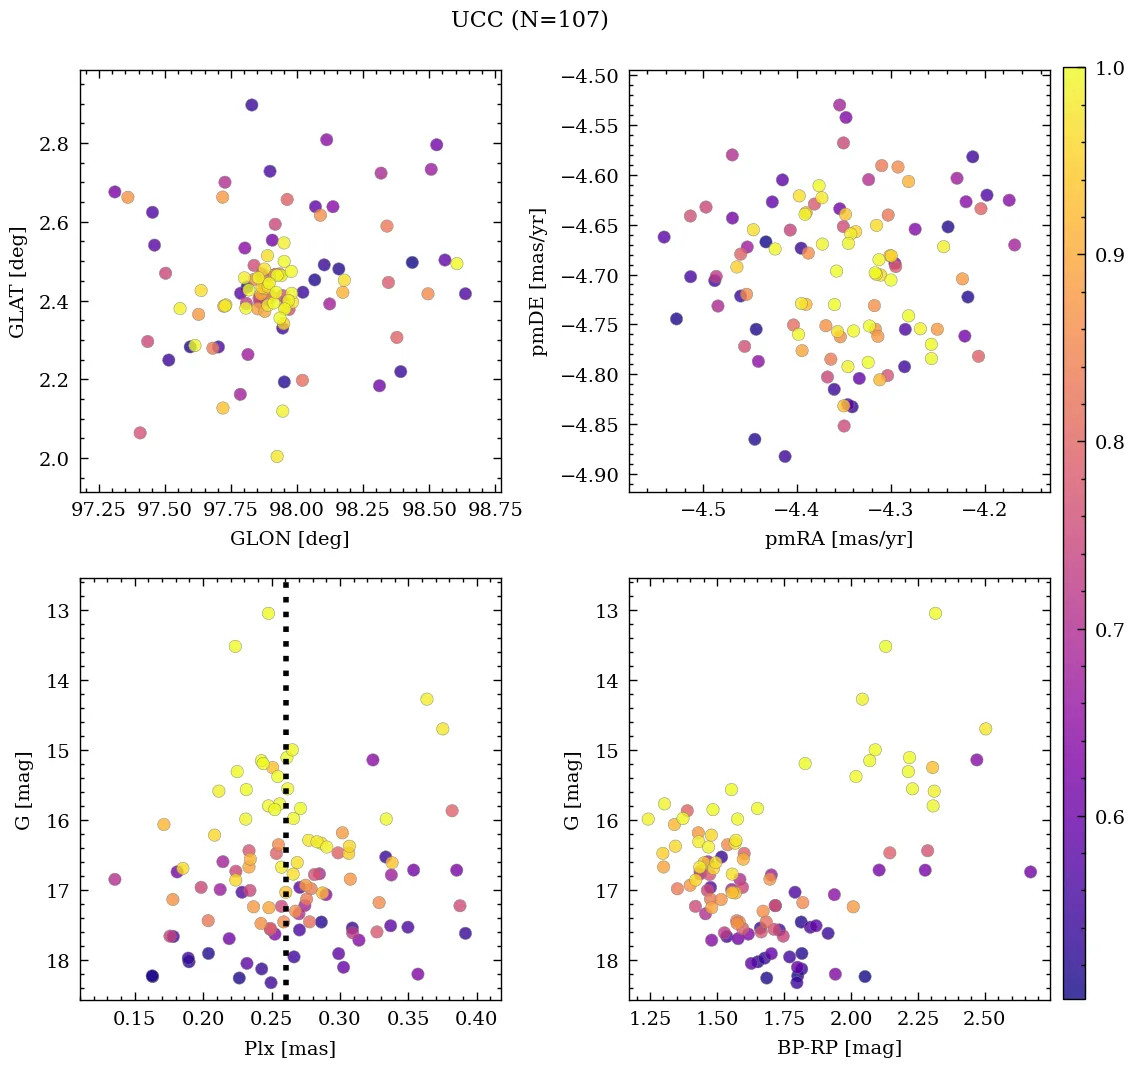 UCC (N=107)
2.8
2.6
2.4
2.2
2.0
GLAT [deg]
97.25 97.50 97.75 98.00 98.25 98.50 98.75
GLON [deg]
−4.50
−4.55
−4.60
−4.65
−4.70
−4.75
−4.80
−4.85
−4.90
pmDE [mas/yr]
−4.5 −4.4 −4.3 −4.2
pmRA [mas/yr]
1.0
0.9
0.8
0.7
0.6
13
14
15
16
17
18
G [mag]
0.15 0.20 0.25 0.30 0.35 0.40
Plx [mas]
13
14
15
16
17
18
G [mag]
1.25 1.50 1.75 2.00 2.25 2.50
BP-RP [mag]